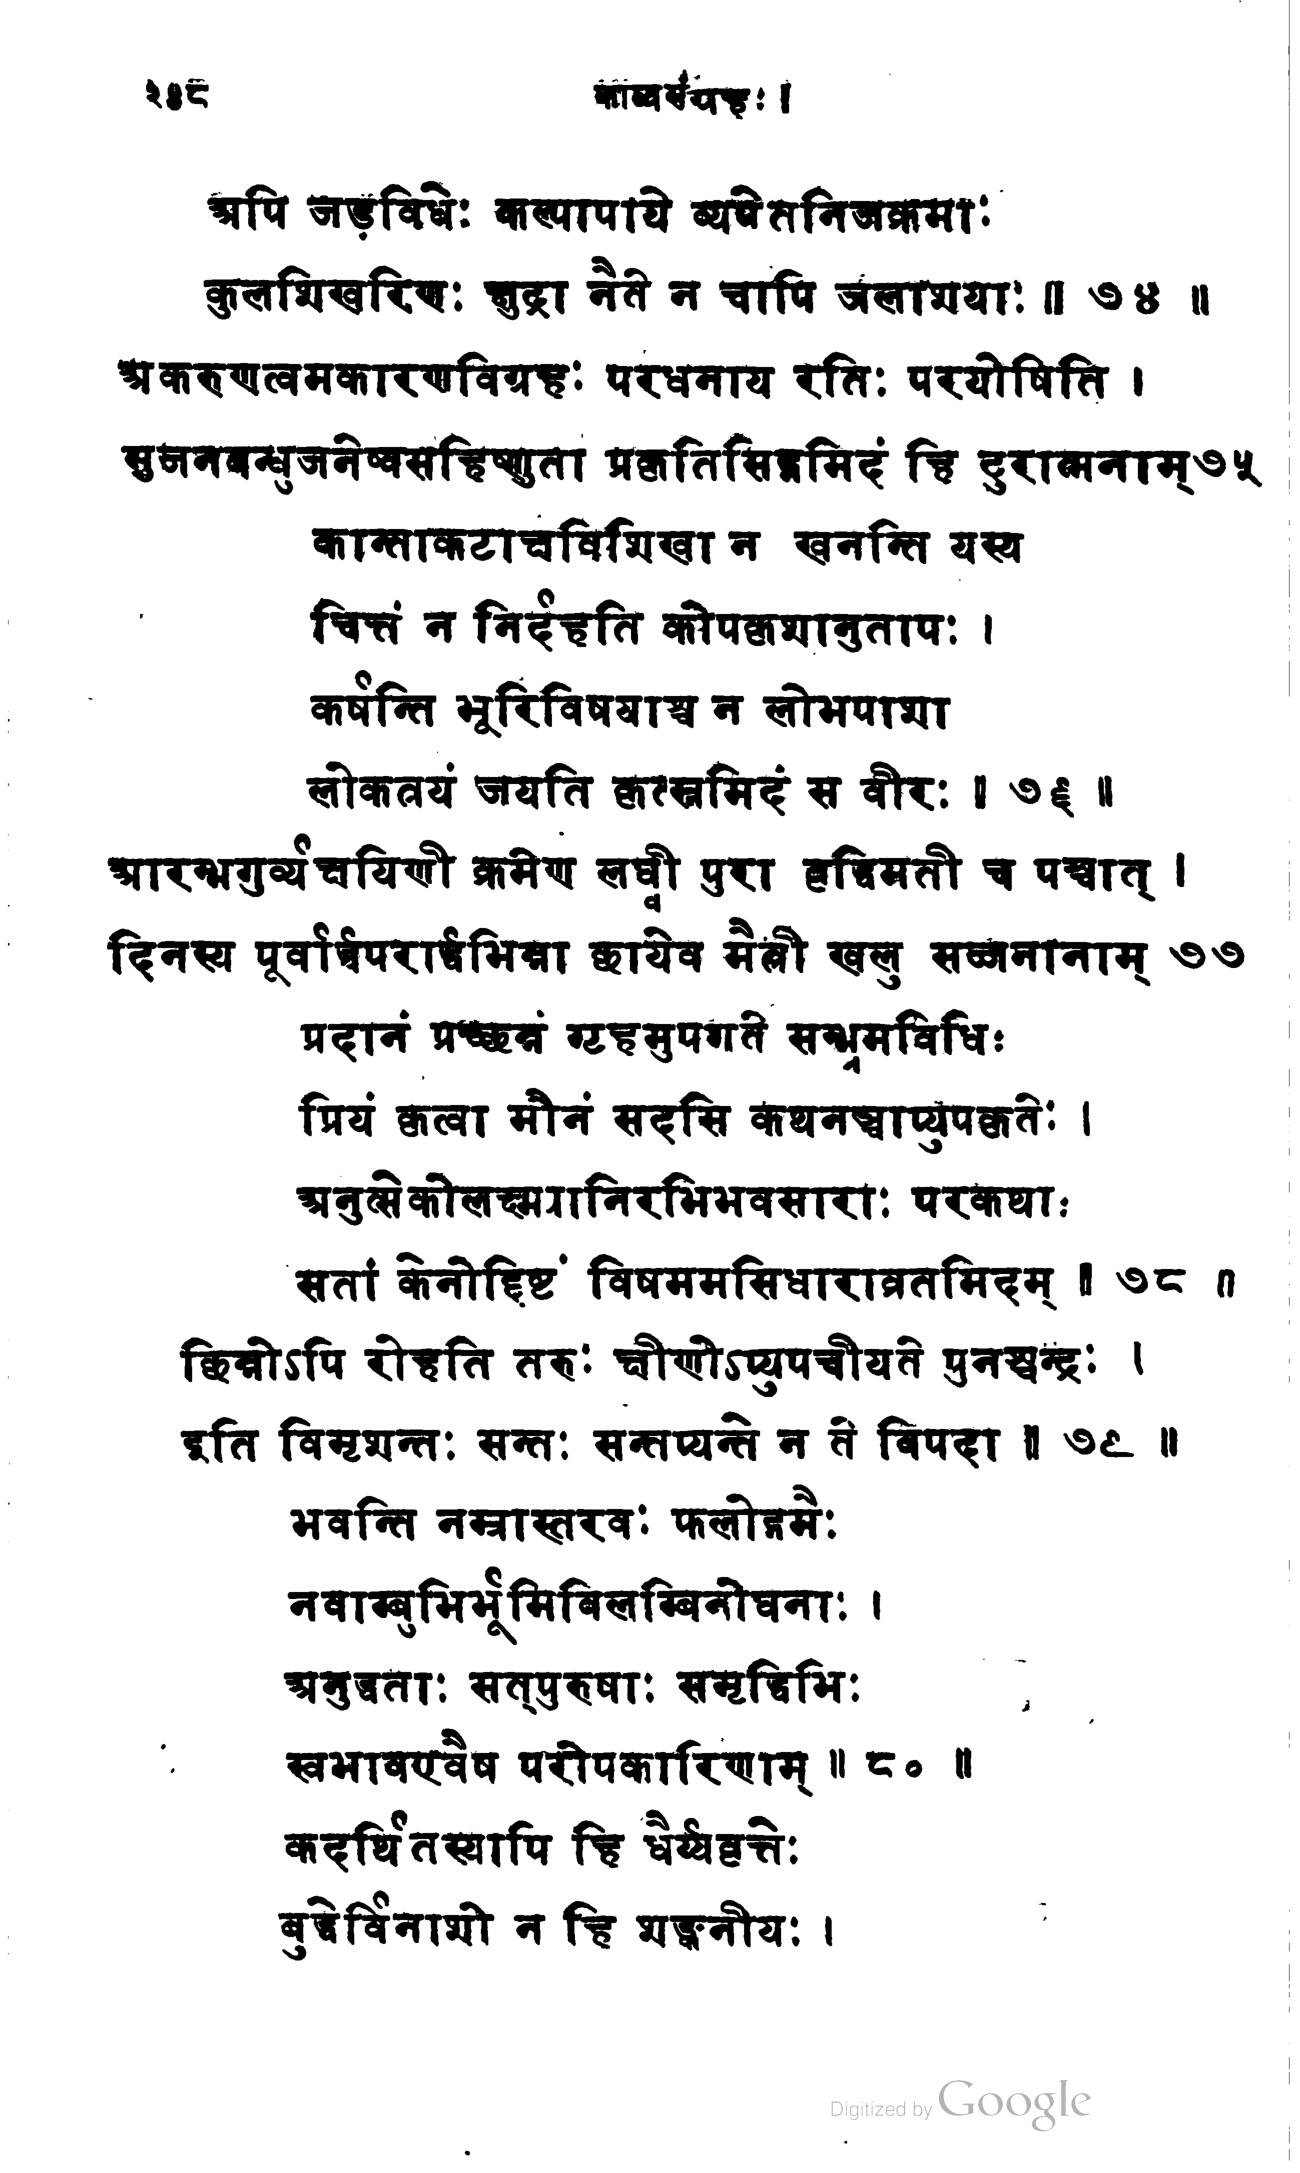 २४८ काव्यसंग्रहः ।
अपि जडविधेः कल्पापाये व्यपेतनिजक्रमाः
कुलशिखरिणः क्षुद्रा नैते न चापि जलाशयाः ॥ ७४ ॥
अकरुणत्वमकारणविग्रहः परधनाय रतिः परयोषिति ।
सुजनबन्धुजनेष्वसहिष्णुता प्रकृतिसिद्धमिदं हि दुरात्मनाम् ७५
कान्ताकटाक्षविशिखा न खनन्ति यस्य
चित्तं न निर्दहति कोपकृशानुतापः ।
कर्षन्ति भूरिविषयाश्च न लोभपाशा
लोकत्रयं जयति कृत्स्नमिदं स वीरः ॥ ७६ ॥
आरम्भगुर्व्यक्षयिणी क्रमेण लघ्वी पुरा वृद्धिमती च पश्चात् ।
दिनस्य पूर्वार्द्धपरार्द्धभिन्ना छायेव मैत्री खलु सज्जनानाम् ७७
प्रदानं प्रच्छन्नं गृहमुपगते सम्भ्रमविधिः
प्रियं कृत्वा मौनं सदसि कथनञ्चाप्युपकृतेः ।
अनुत्सेकोलक्ष्म्यानिरभिभवसाराः परकथाः
सतां केनोद्दिष्टं विषममसिधाराव्रतमिदम् ॥ ७८ ॥
छिन्नोऽपि रोहति तरुः क्षीणोऽप्युपचीयते पुनश्चन्द्रः ।
इति विमृशन्तः सन्तः सन्तप्यन्ते न ते विपदा ॥ ७९ ॥
भवन्ति नम्रास्तरवः फलोद्गमैः
नवाम्बुभिर्भूमिविलम्बिनोघनाः ।
अनुद्धताः सत्पुरुषाः समृद्धिभिः
स्वभावएवैष परोपकारिणाम् ॥ ८० ॥
कदर्थितस्यापि हि धैर्य्यवृत्तेः
बुद्धेर्विनाशो न हि शङ्कनीयः ।
Digitized by Google